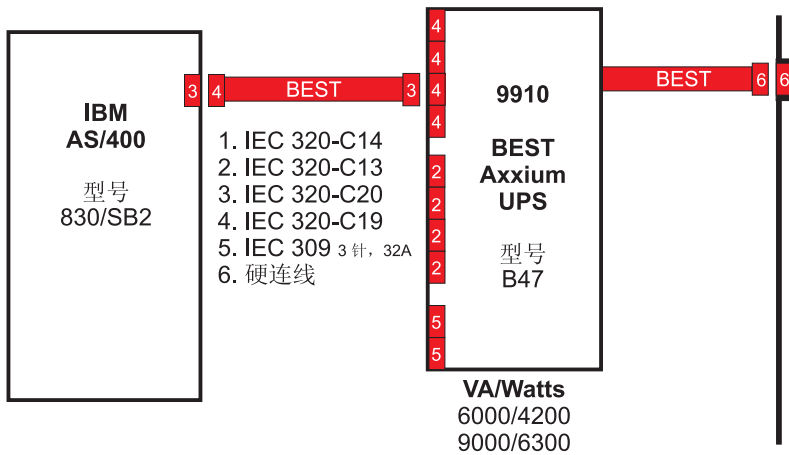 IBM
AS/400
型号
830/SB2
3
4
BEST
3
1. IEC 320-C14
2. IEC 320-C13
3. IEC 320-C20
4. IEC 320-C19
5. IEC 309 3 针，32A
6. 硬连线
4
4
4
4
2
2
2
2
5
5
9910
BEST
Axxium
UPS
型号
B47
VA/Watts
6000/4200
9000/6300
BEST
6
6